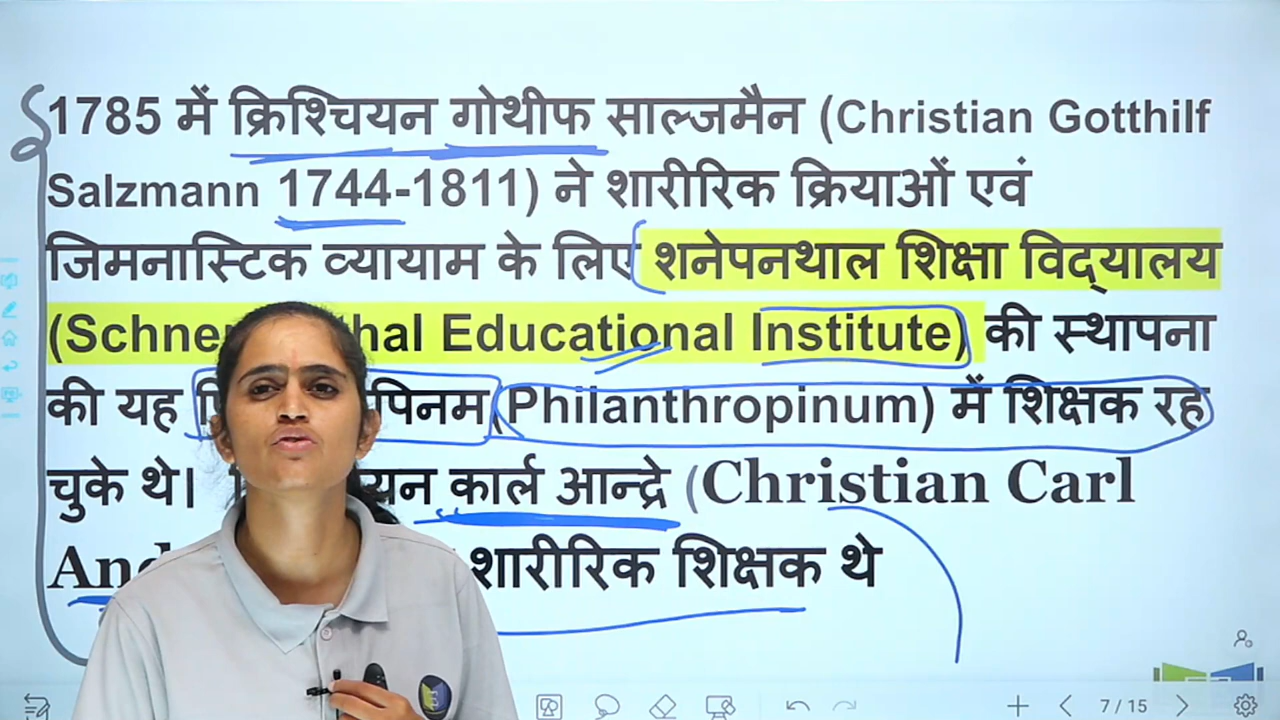 1785 में क्रिश्चियन गोथीफ साल्जमैन (Christian Gotthilf
Salzmann 1744-1811) ने शारीरिक क्रियाओं एवं
जिमनास्टिक व्यायाम के लिए शनेपनथाल शिक्षा विद्यालय
(Schne hal Educational Institute) की स्थापना
की यह पिनम (Philanthropinum) में शिक्षक रह
चुके थे। यन कार्ल आन्द्रे (Christian Carl
And शारीरिक शिक्षक थे
7/15